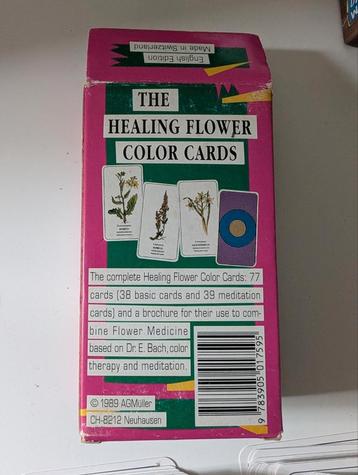 English Edition
Made in Switzerland
THE
HEALING FLOWER
COLOR CARDS
The complete Healing Flower Color Cards: 77
cards (38 basic cards and 39 meditation
cards) and a brochure for their use to com-
bine Flower Medicine
based on Dr. E. Bach, color
therapy and meditation.
© 1989 AGMüller
CH-8212 Neuhausen
9 783905 017595